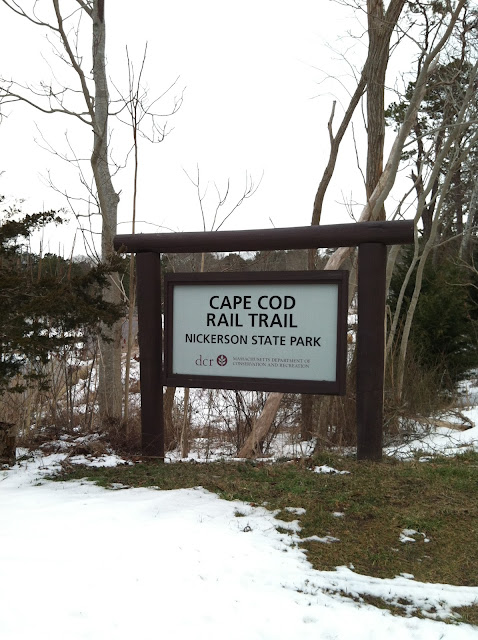 CAPE COD
RAIL TRAIL
NICKERSON STATE PARK
dcr
MASSACHUSETTS DEPARTMENT OF
CONSERVATION AND RECREATION